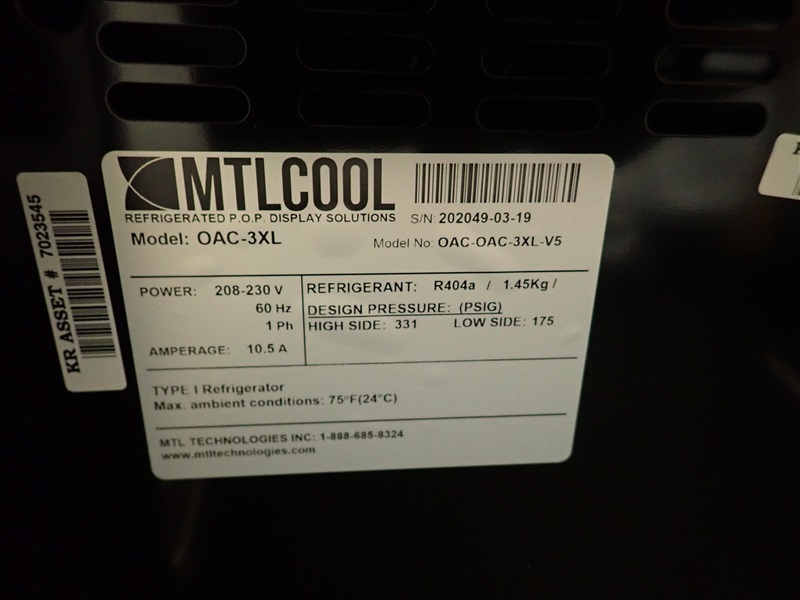 MTLCOOL
REFRIGERATED P.O.P. DISPLAY SOLUTIONS
S/N: 202049-03-19
Model: OAC-3XL
Model No: OAC-OAC-3XL-V5
POWER: 208-230 V
60 Hz
1 Ph
AMPERAGE: 10.5 A
REFRIGERANT: R404a / 1.45Kg /
DESIGN PRESSURE: (PSIG)
HIGH SIDE: 331 LOW SIDE: 175
TYPE I Refrigerator
Max. ambient conditions: 75°F(24°C)
MTL TECHNOLOGIES INC: 1-888-685-8324
www.mtltechnologies.com
KR ASSET # 7023545